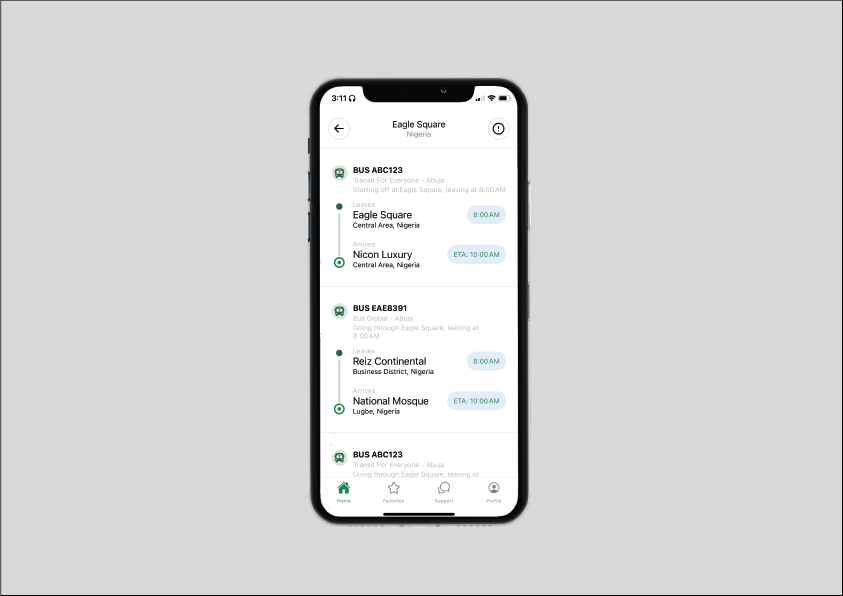 3:11
Eagle Square
Nigeria
BUS ABC123
Transit For Everyone - Abuja
Starting off at Eagle Square, leaving at 8:00 AM
Leaves
Eagle Square
8:00 AM
Central Area, Nigeria
Arrives
Nicon Luxury
ETA: 10:00 AM
Central Area, Nigeria
BUS EAE8391
Bus Global - Abuja
Going through Eagle Square, leaving at
8:00 AM
Leaves
Reiz Continental
8:00 AM
Business District, Nigeria
Arrives
National Mosque
ETA: 10:00 AM
Lugbe, Nigeria
BUS ABC123
Transit For Everyone - Abuja
Going through Eagle Square, leaving at
Home Favorites Support Profile